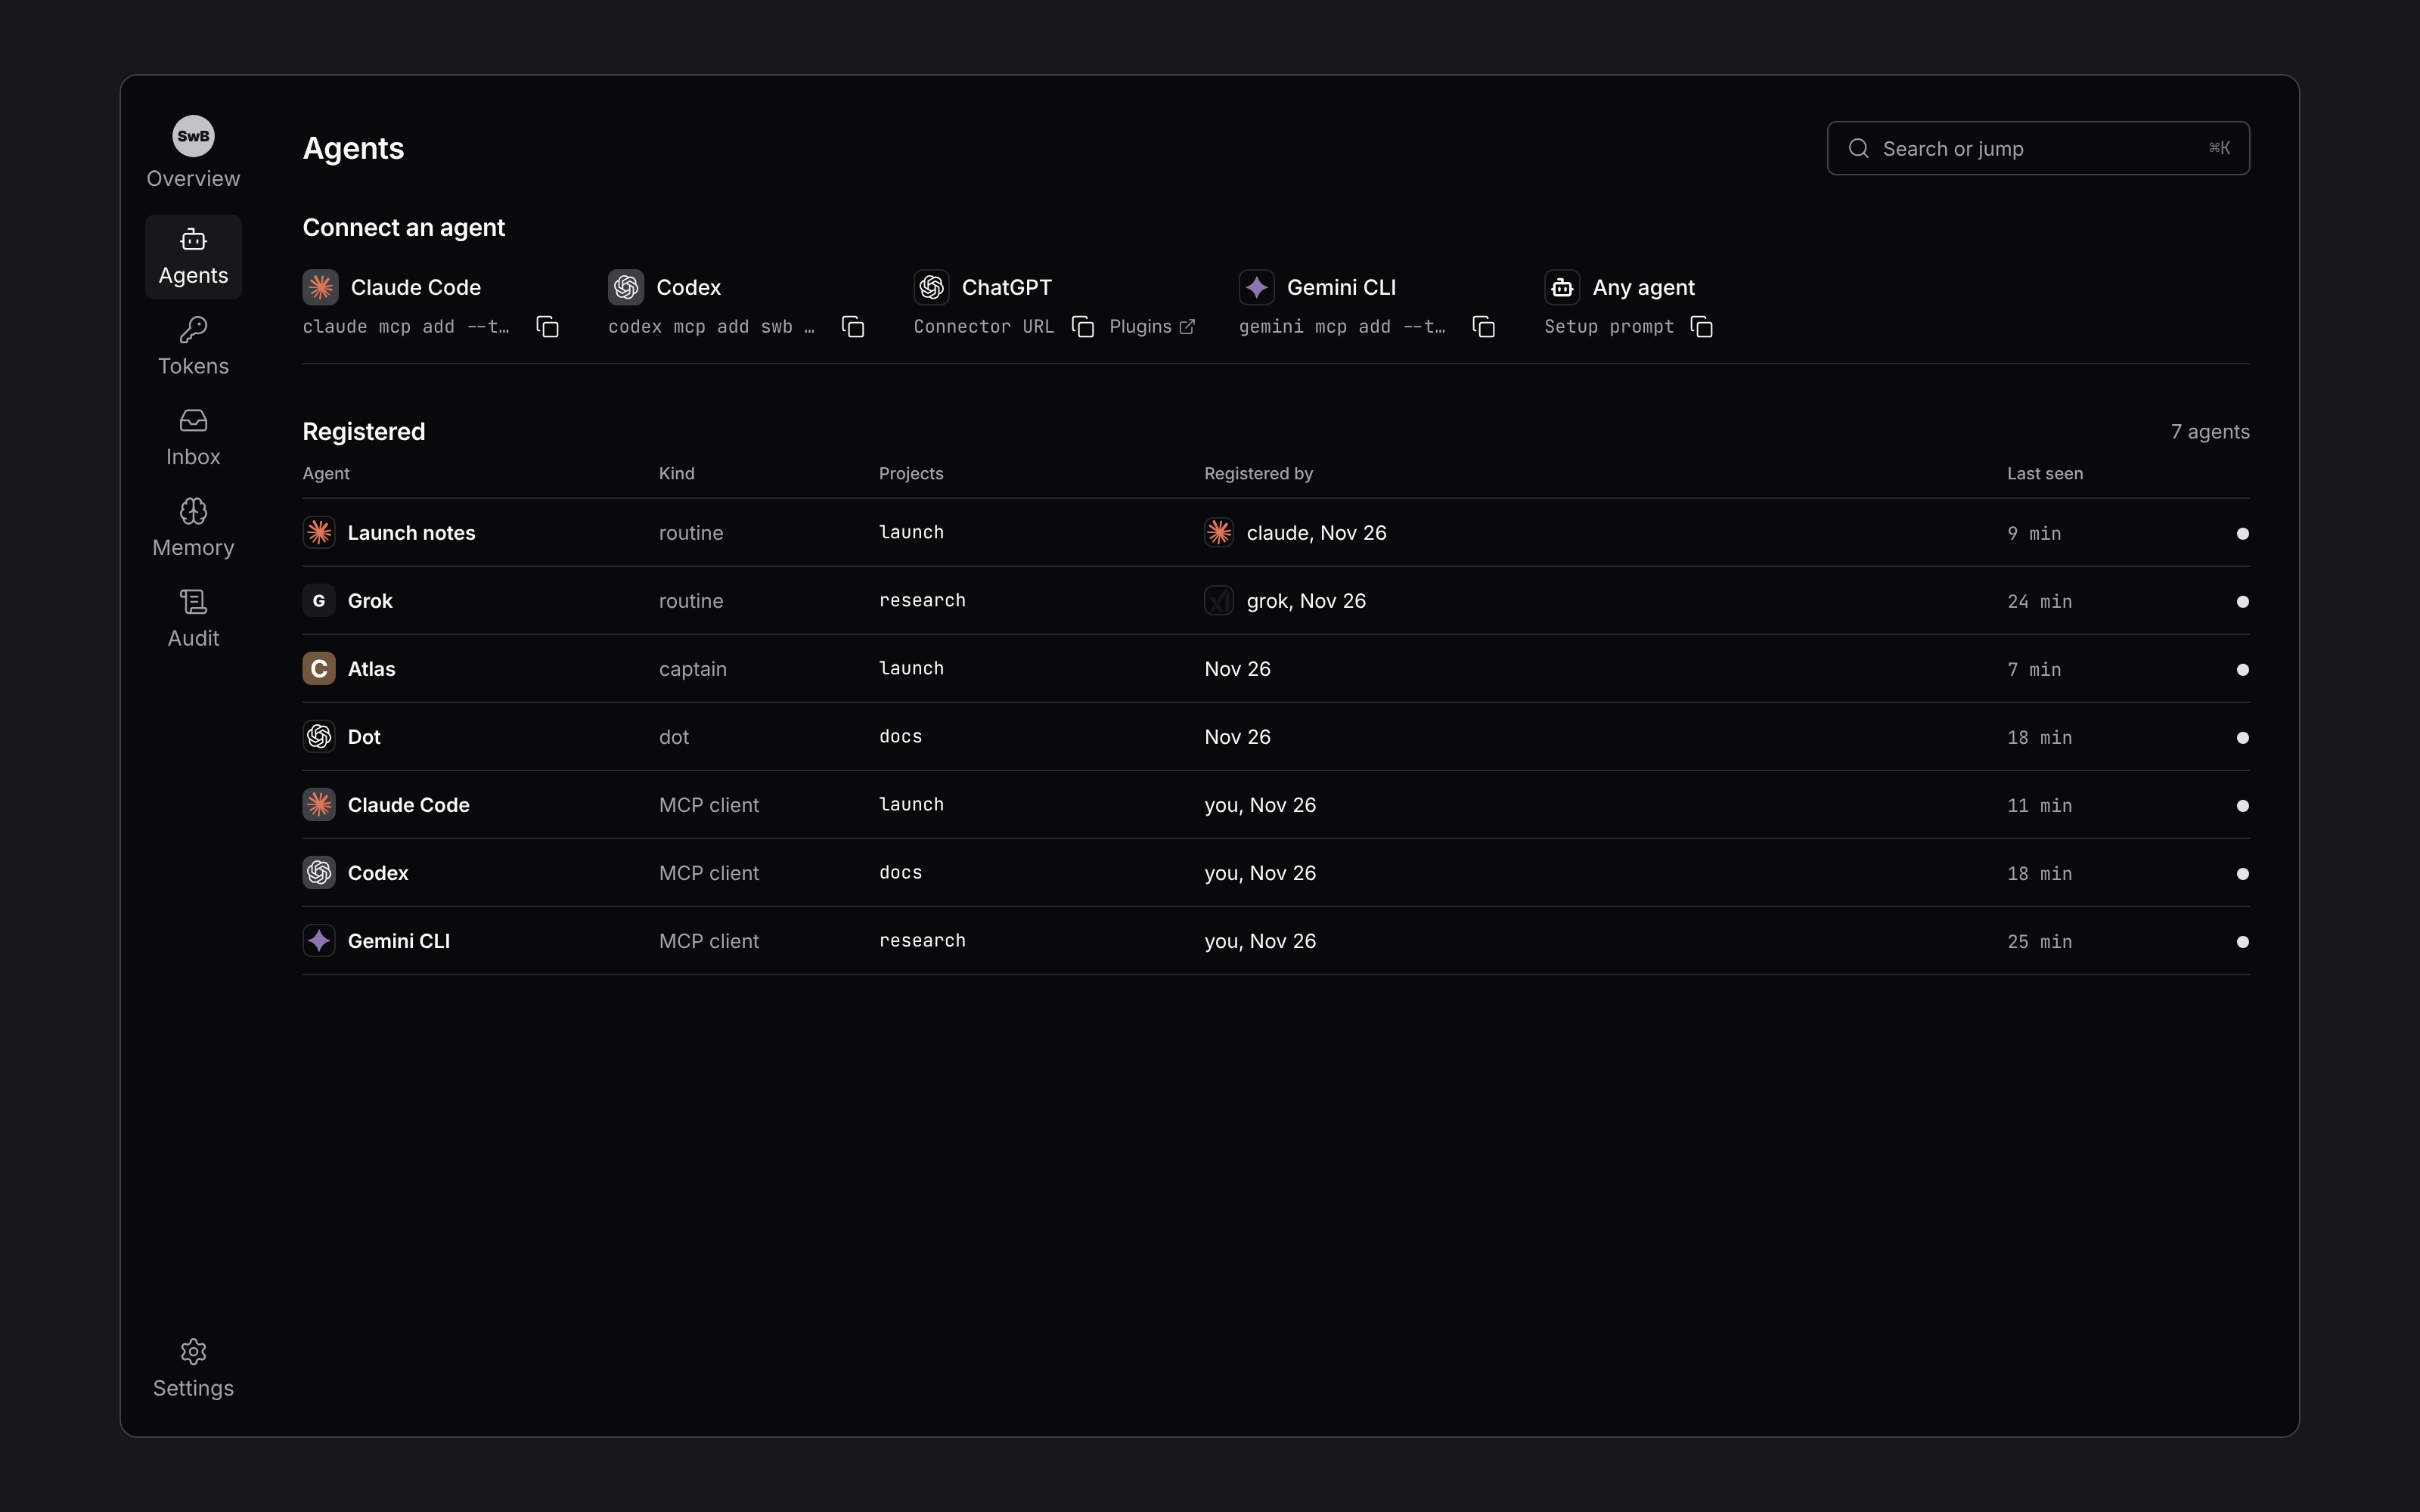 SwB
Overview
Agents
Tokens
Inbox
Memory
Audit
Settings
Agents
Search or jump ⌘K
Connect an agent
Claude Code
claude mcp add --t…
Codex
codex mcp add swb …
ChatGPT
Connector URL Plugins
Gemini CLI
gemini mcp add --t…
Any agent
Setup prompt
Registered 7 agents
Agent Kind Projects Registered by Last seen
Launch notes routine launch claude, Nov 26 9 min
G Grok routine research xI grok, Nov 26 24 min
C Atlas captain launch Nov 26 7 min
Dot dot docs Nov 26 18 min
Claude Code MCP client launch you, Nov 26 11 min
Codex MCP client docs you, Nov 26 18 min
Gemini CLI MCP client research you, Nov 26 25 min